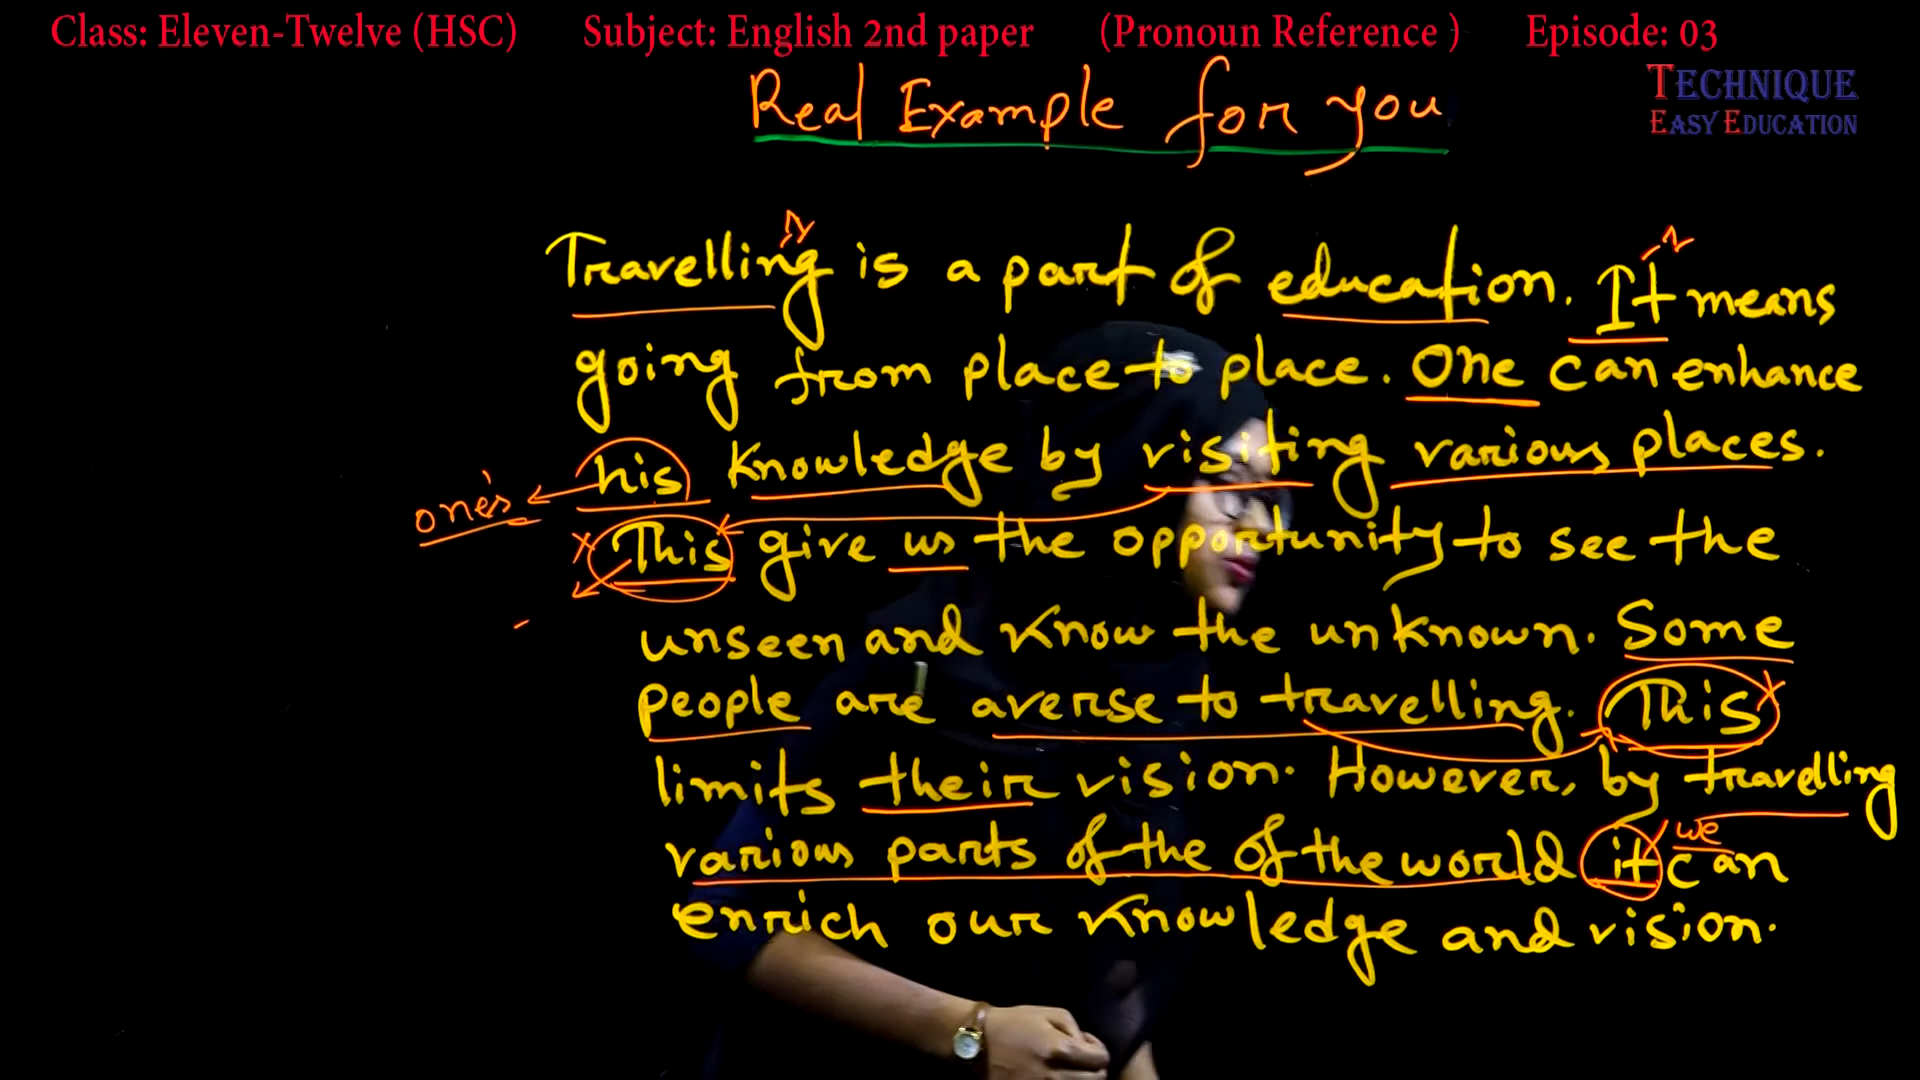 Class: Eleven-Twelve (HSC) Subject: English 2nd paper (Pronoun Reference ) Episode: 03
TECHNIQUE
EASY EDUCATION
Real Example for you
N
N
Travelling is a part of education. It means
going from place to place. One can enhance
his knowledge by visiting various places.
one's
x This give us the opportunity to see the
unseen and know the unknown. Some
people are averse to travelling. This x
limits their vision. However, by travelling
we
various parts of the of the world it can
enrich our knowledge and vision.